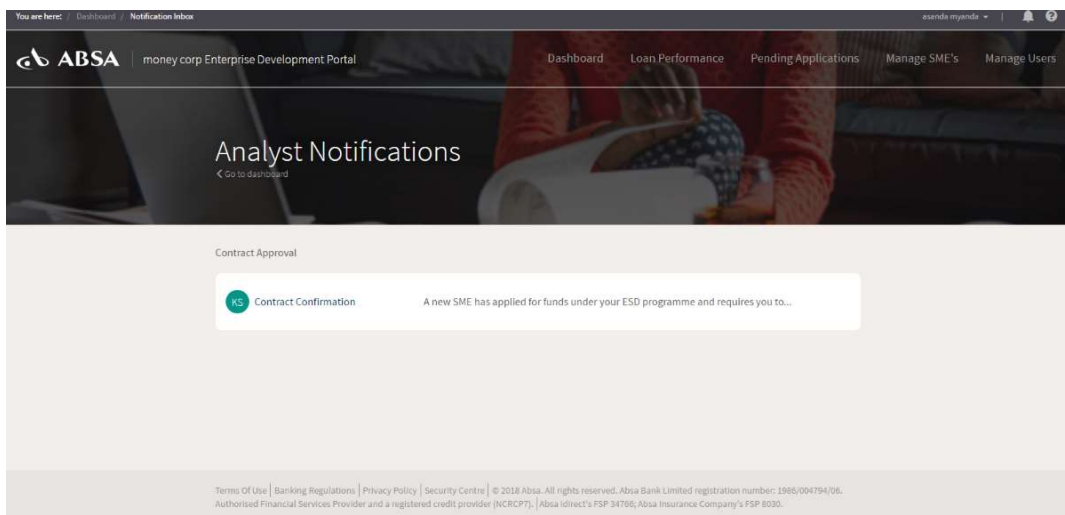 You are here: / Dashboard / Notification Inbox
asenda myanda
ABSA
money corp Enterprise Development Portal
Dashboard Loan Performance Pending Applications Manage SME's Manage Users
Analyst Notifications
Go to dashboard
Contract Approval
KS Contract Confirmation A new SME has applied for funds under your ESD programme and requires you to...
Terms Of Use | Banking Regulations | Privacy Policy | Security Centre | © 2018 Absa. All rights reserved. Absa Bank Limited registration number: 1986/004794/06.
Authorised Financial Services Provider and a registered credit provider (NCRCP7). | Absa idirect's FSP 34766; Absa Insurance Company's FSP 8030.